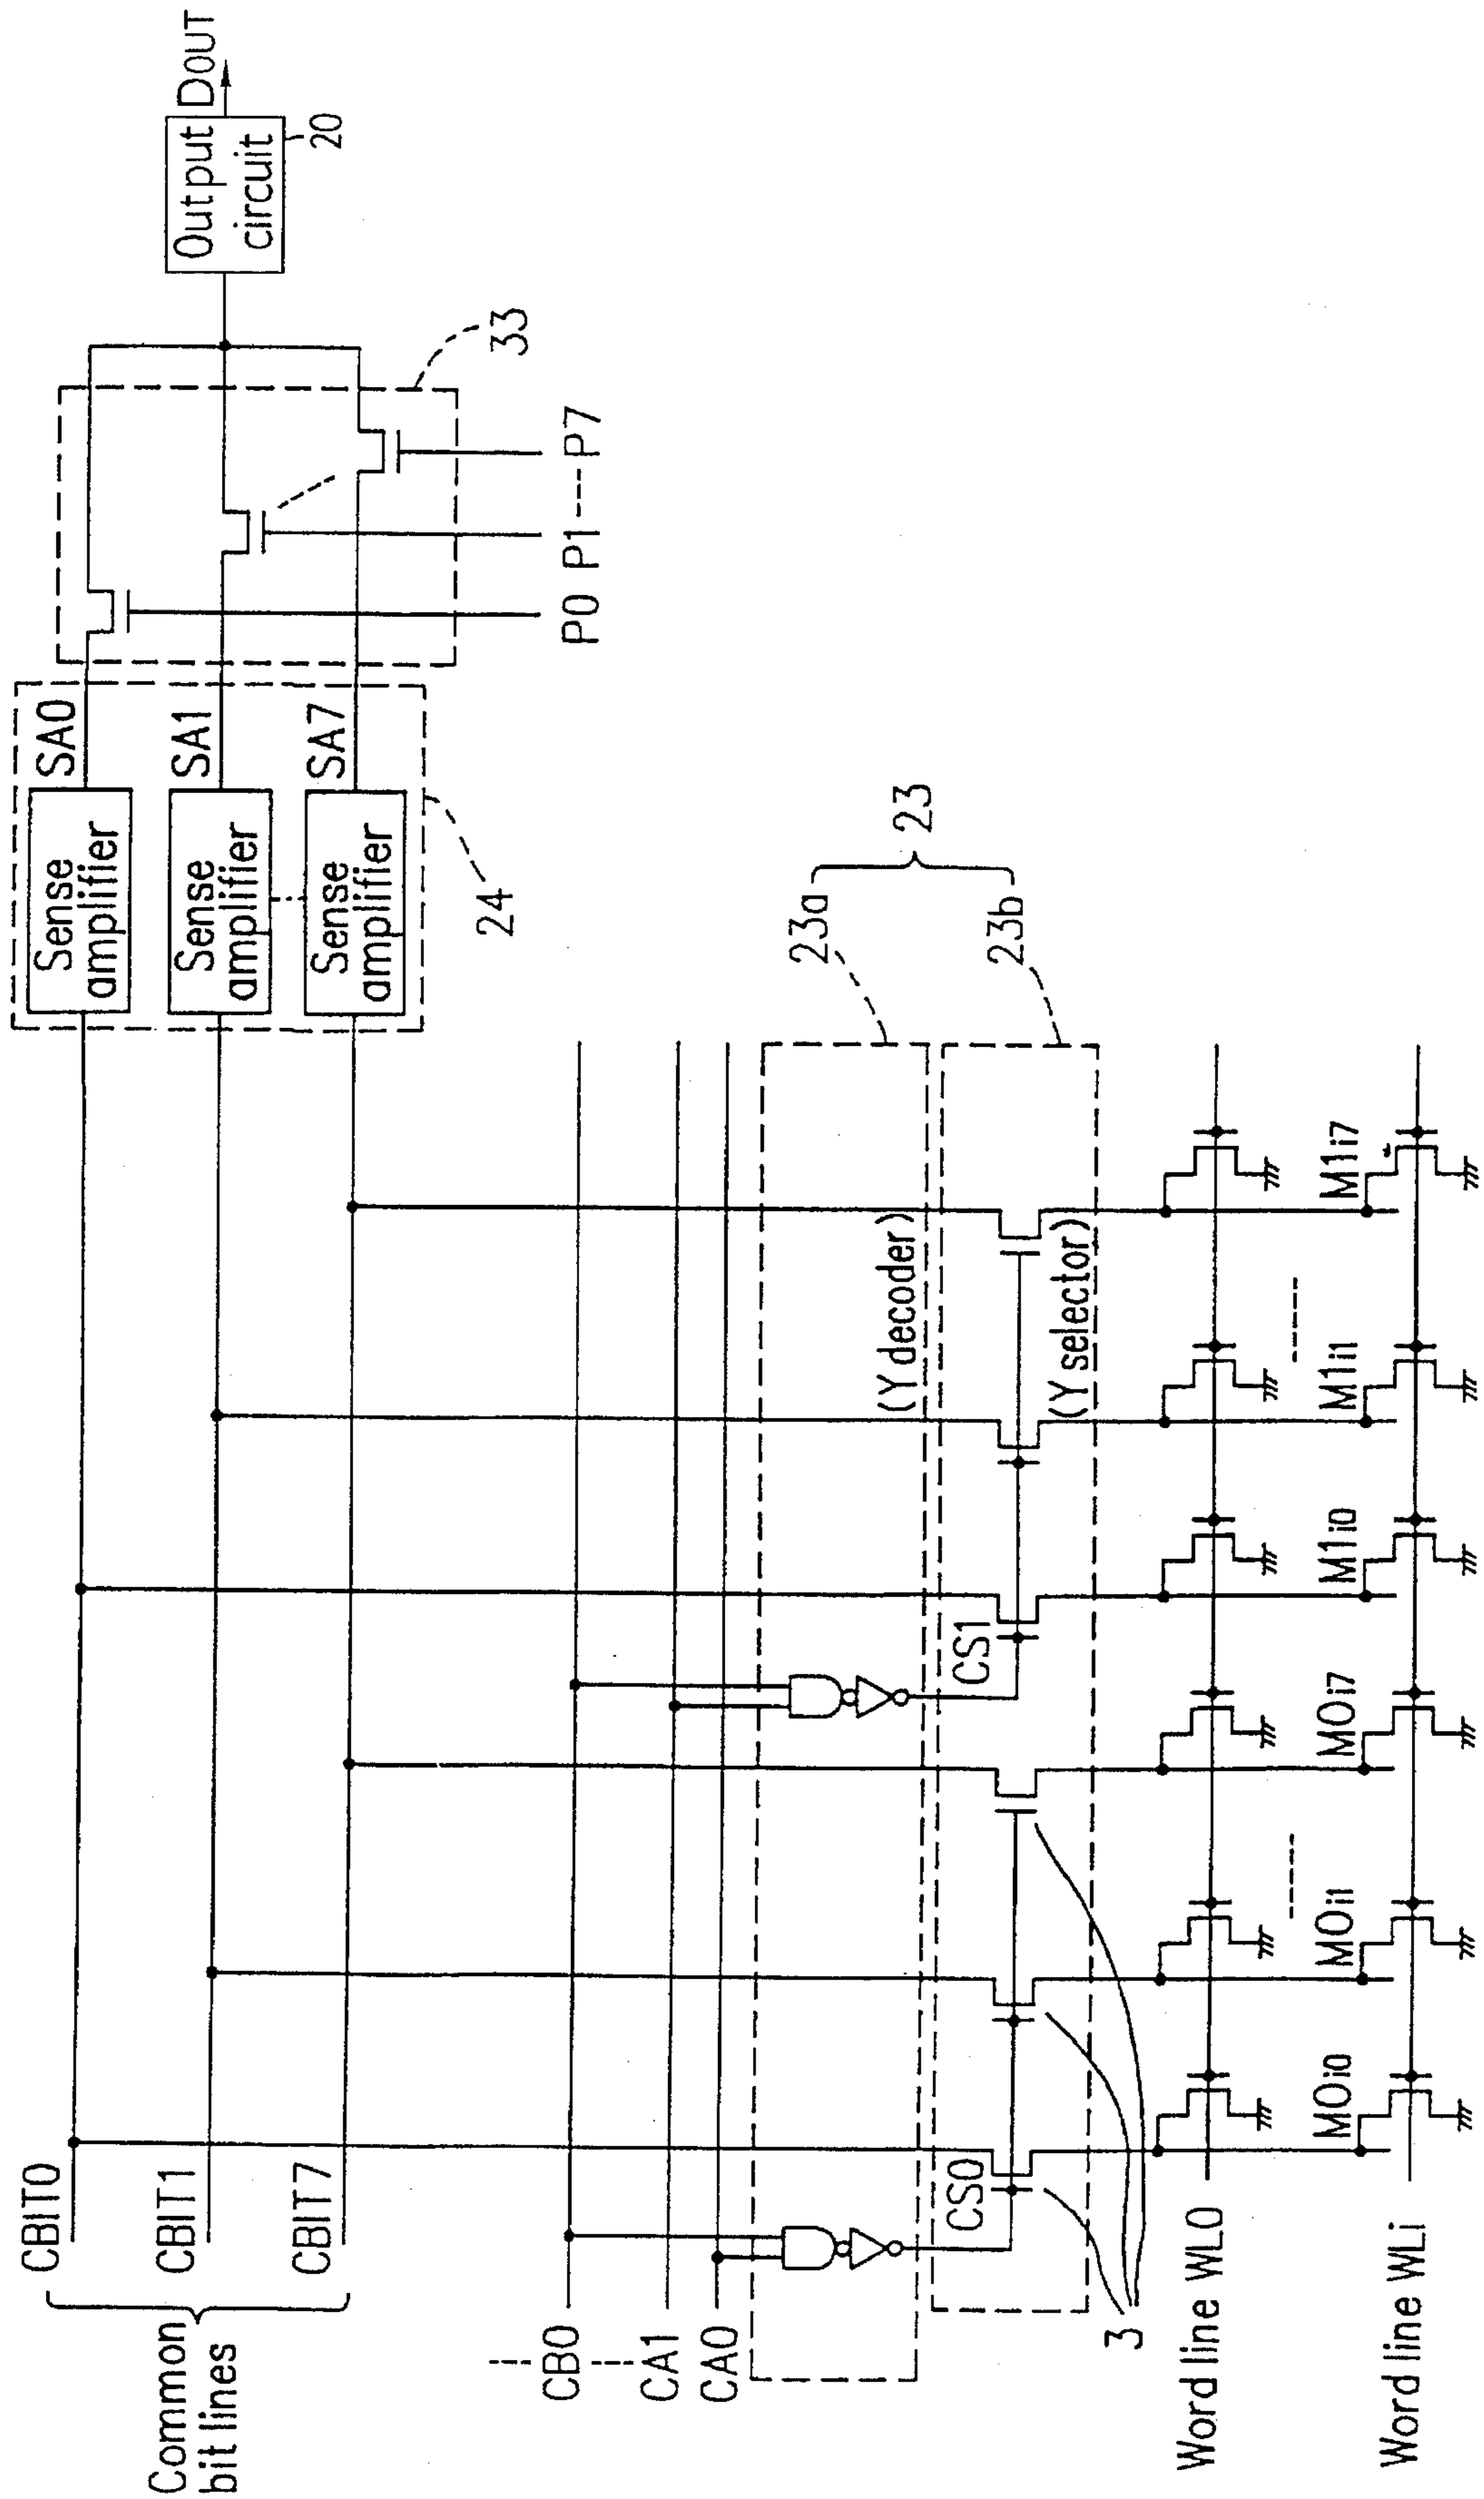 Common
bit lines
CBIT0
CBIT1
CBIT7
Sense
amplifier
SA0
Sense
amplifier
SA1
Sense
amplifier
SA7
24
33
P0 P1 P7
Output
circuit
20
DOUT
CB0
CA1
CA0
(Y decoder)
23a
23
CS0
CS1
(Y selector)
23b
3
Word line WL0
M0i0
M0i1
M0i7
M1i0
M1i1
M1i7
Word line WLi